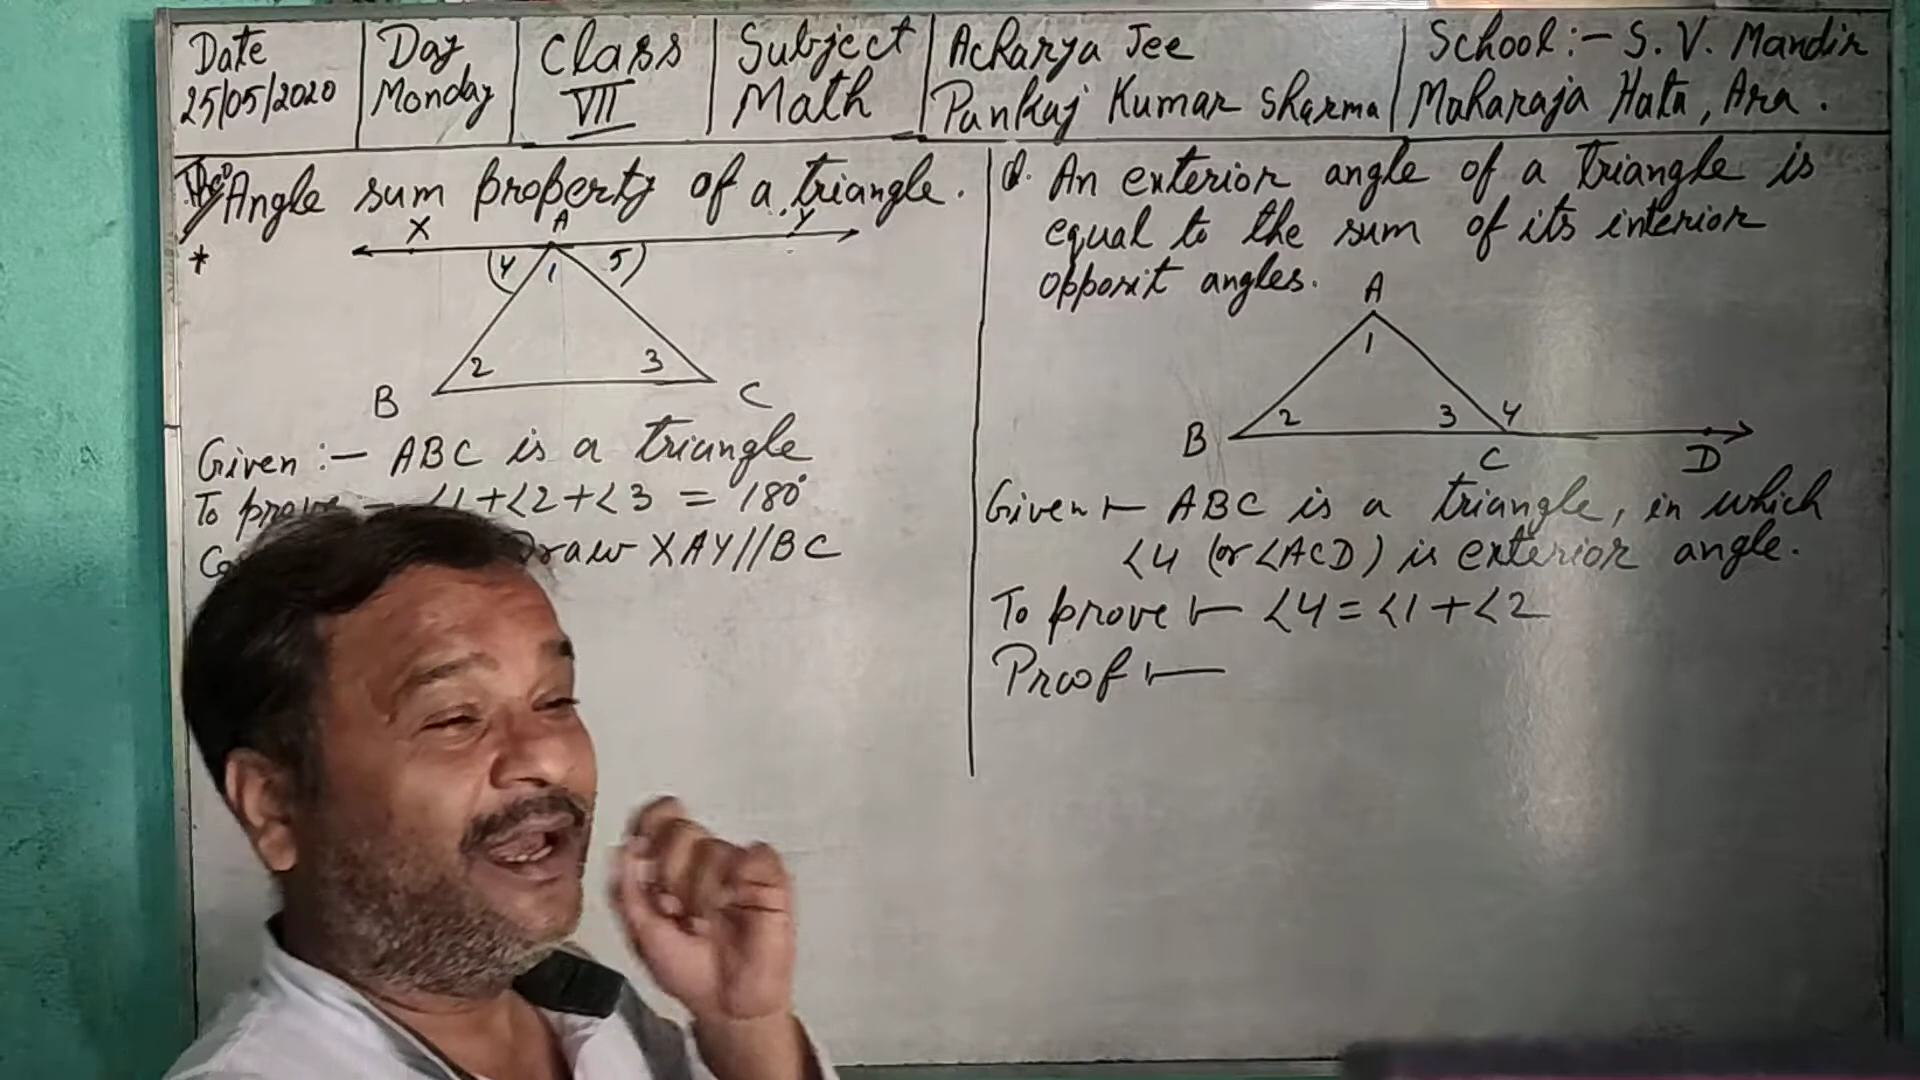 Date
25/05/2020
Day
Monday
Class
VII
Subject
Math
Acharya Jee
Pankaj Kumar Sharma
School:- S. V. Mandir
Maharaja Hata, Ara.
Angle sum property of a triangle.
*
X A Y
4 1 5
2 3
B C
Given :- ABC is a triangle
To prove - ∠1+∠2+∠3 = 180°
Draw XAY//BC
Q. An exterior angle of a triangle is
equal to the sum of its interior
opposit angles.
A
1
2 3 4
B C D
Given :- ABC is a triangle, in which
∠4 (or ∠ACD) is exterior angle.
To prove :- ∠4 = ∠1 + ∠2
Proof :-